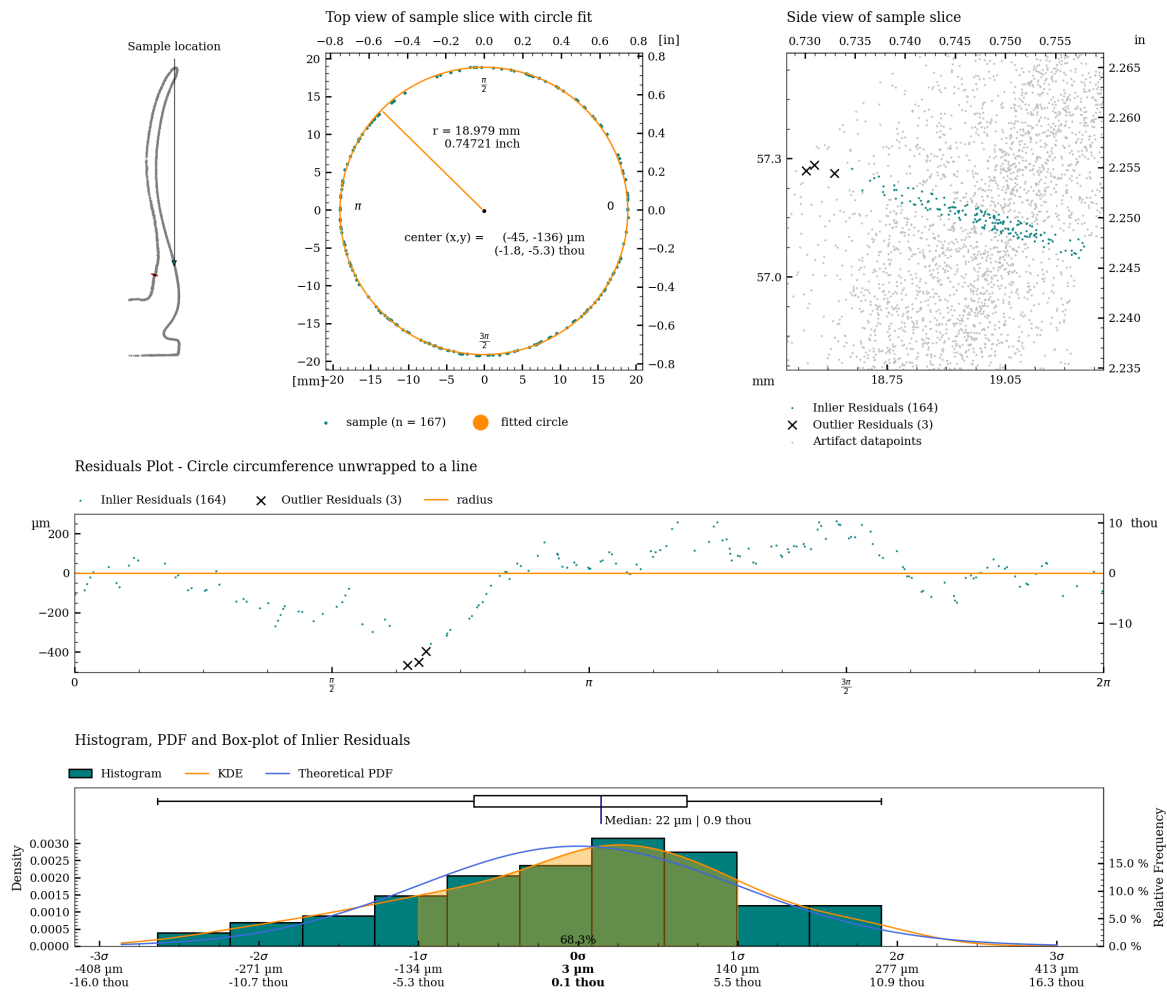 Top view of sample slice with circle fit
Side view of sample slice
Sample location
−0.8 −0.6 −0.4 −0.2 0.0 0.2 0.4 0.6 0.8 [in]
0.730 0.735 0.740 0.745 0.750 0.755 in
20
15
10
5
0
−5
−10
−15
−20
π/2
r = 18.979 mm
0.74721 inch
π
0
center (x,y) = (-45, -136) µm
(-1.8, -5.3) thou
3π/2
0.8
0.6
0.4
0.2
0.0
−0.2
−0.4
−0.6
−0.8
[mm] −20 −15 −10 −5 0 5 10 15 20
57.3
57.0
2.265
2.260
2.255
2.250
2.245
2.240
2.235
mm 18.75 19.05
sample (n = 167) fitted circle
Inlier Residuals (164)
Outlier Residuals (3)
Artifact datapoints
Residuals Plot - Circle circumference unwrapped to a line
Inlier Residuals (164) Outlier Residuals (3) radius
µm
200
0
−200
−400
10 thou
0
−10
0 π/2 π 3π/2 2π
Histogram, PDF and Box-plot of Inlier Residuals
Histogram KDE Theoretical PDF
Median: 22 µm | 0.9 thou
Density
0.0030
0.0025
0.0020
0.0015
0.0010
0.0005
0.0000
68.3%
Relative Frequency
15.0 %
10.0 %
5.0 %
0.0 %
-3σ -2σ -1σ 0σ 1σ 2σ 3σ
-408 µm -271 µm -134 µm 3 µm 140 µm 277 µm 413 µm
-16.0 thou -10.7 thou -5.3 thou 0.1 thou 5.5 thou 10.9 thou 16.3 thou